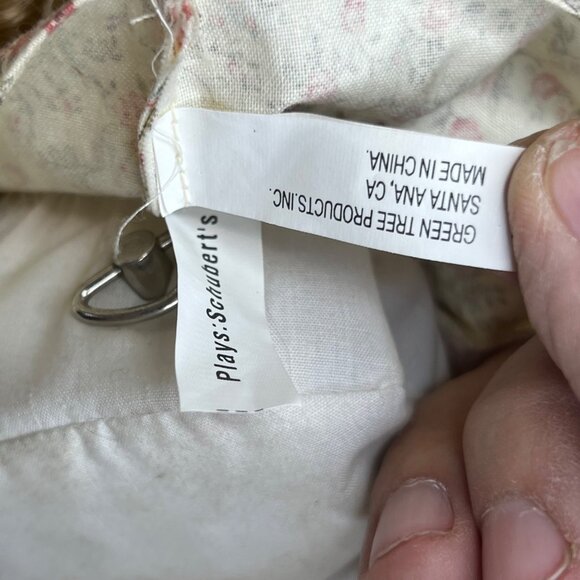 GREEN TREE PRODUCTS.INC.
SANTA ANA, CA
MADE IN CHINA.
Plays:Schubert's